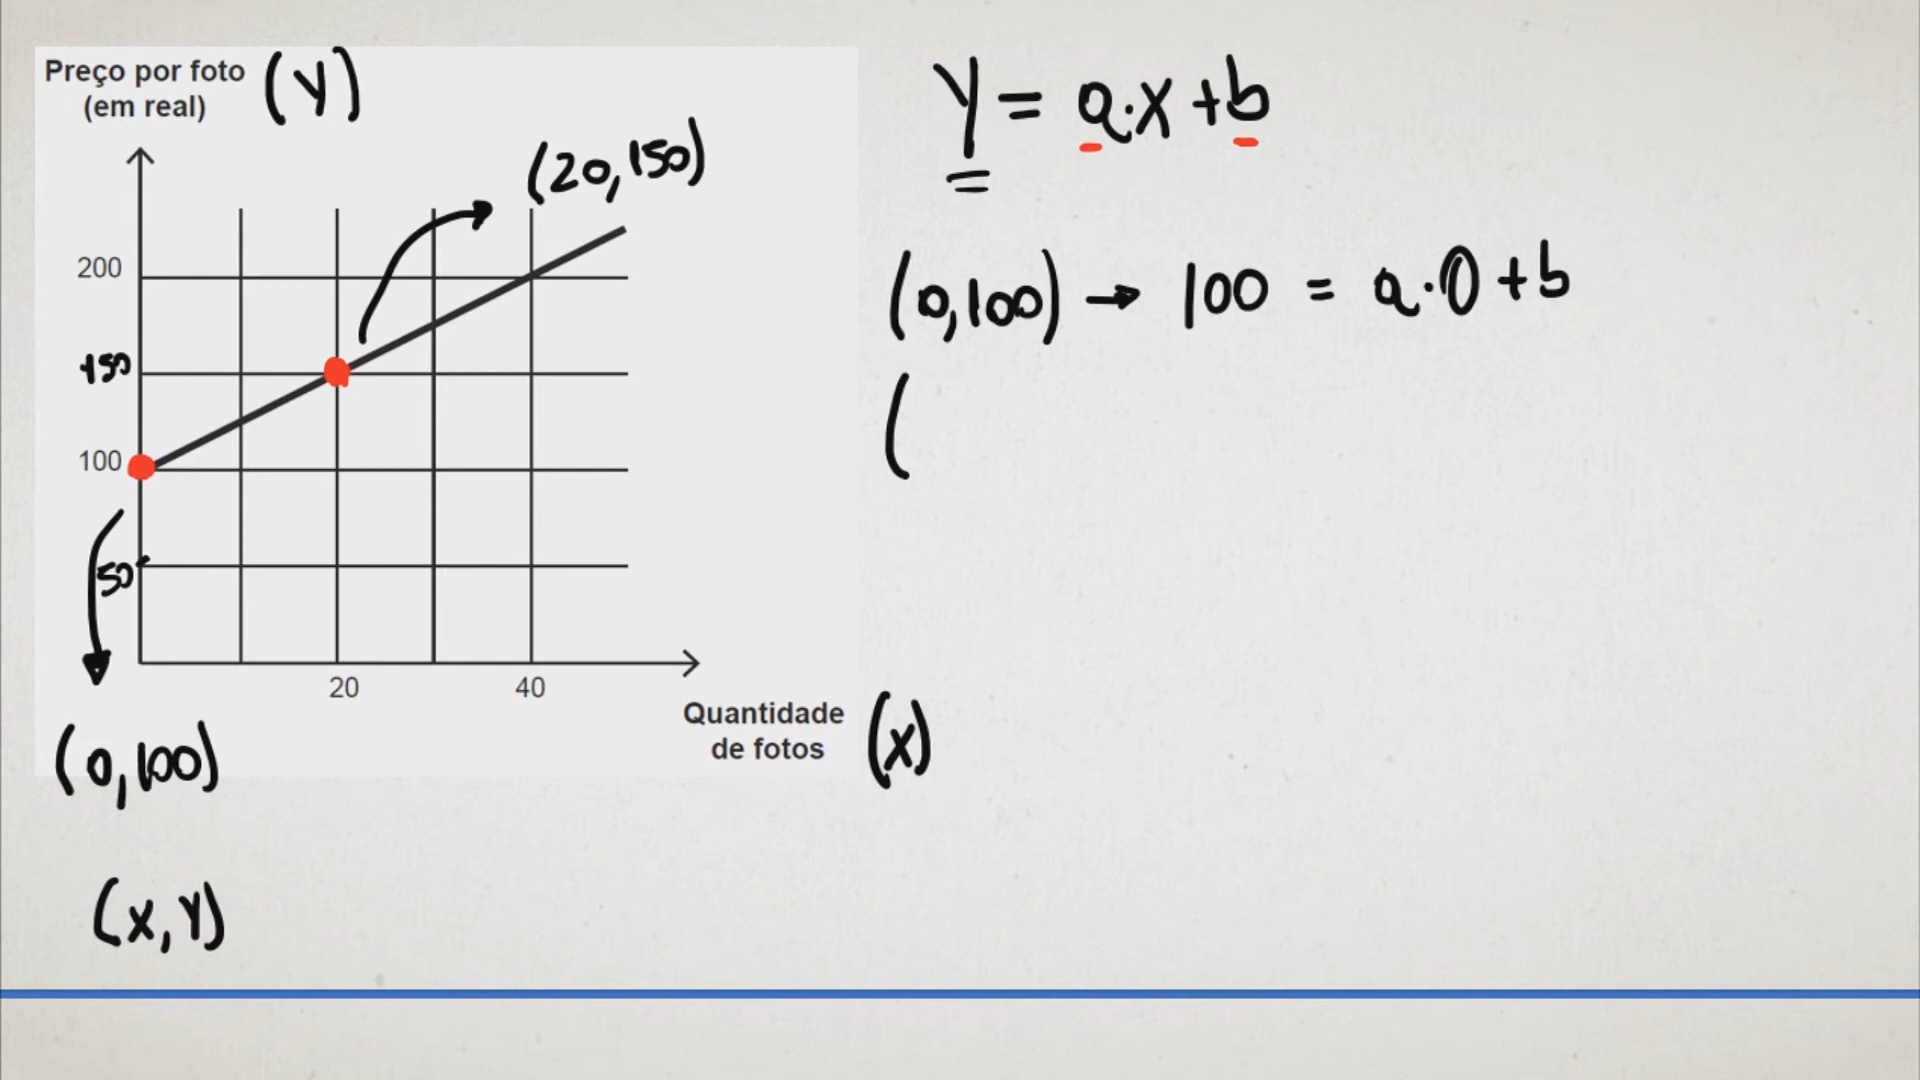 Preço por foto (Y)
(em real)
(20,150)
200
150
100
50
20 40
Quantidade
de fotos
(X)
(0,100)
(X,Y)
Y = a.X + b
(0,100) → 100 = a.0 + b
(